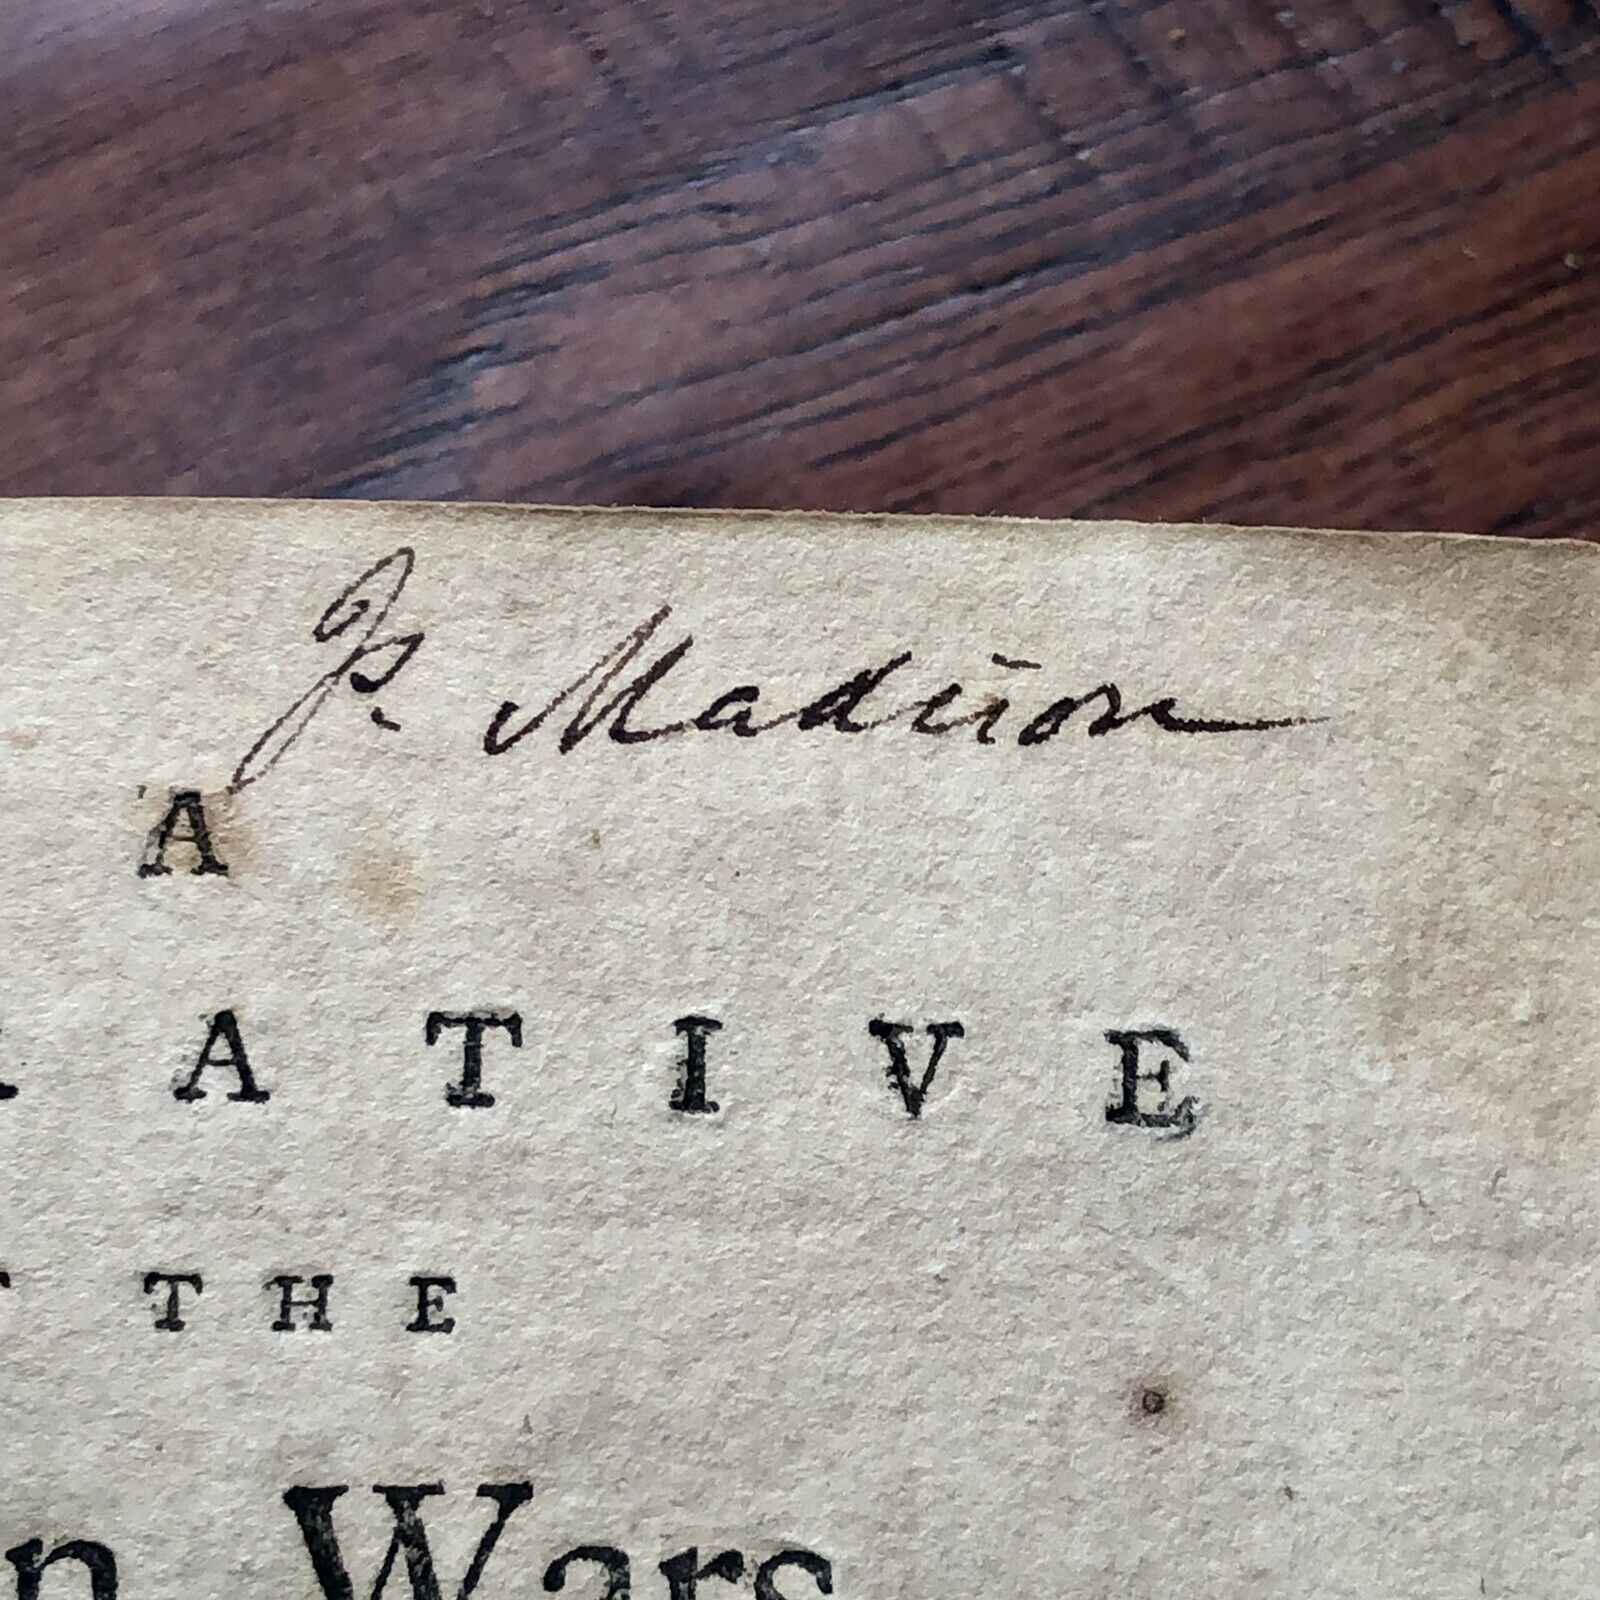 Js. Madison
A
ATIVE
THE
n Wars